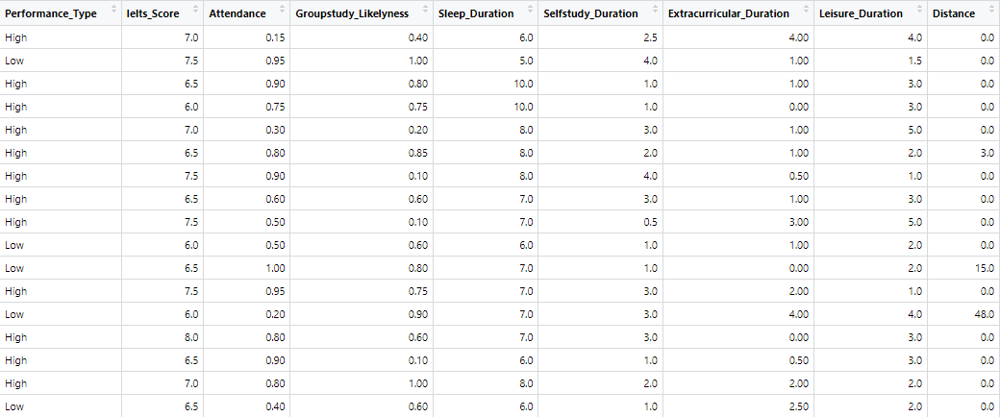 Performance_Type Ielts_Score Attendance Groupstudy_Likelyness Sleep_Duration Selfstudy_Duration Extracurricular_Duration Leisure_Duration Distance
High 7.0 0.15 0.40 6.0 2.5 4.00 4.0 0.0
Low 7.5 0.95 1.00 5.0 4.0 1.00 1.5 0.0
High 6.5 0.90 0.80 10.0 1.0 1.00 3.0 0.0
High 6.0 0.75 0.75 10.0 1.0 0.00 3.0 0.0
High 7.0 0.30 0.20 8.0 3.0 1.00 5.0 0.0
High 6.5 0.80 0.85 8.0 2.0 1.00 2.0 3.0
High 7.5 0.90 0.10 8.0 4.0 0.50 1.0 0.0
High 6.5 0.60 0.60 7.0 3.0 1.00 3.0 0.0
High 7.5 0.50 0.10 7.0 0.5 3.00 5.0 0.0
Low 6.0 0.50 0.60 6.0 1.0 1.00 2.0 0.0
Low 6.5 1.00 0.80 7.0 1.0 0.00 2.0 15.0
High 7.5 0.95 0.75 7.0 3.0 2.00 1.0 0.0
Low 6.0 0.20 0.90 7.0 3.0 4.00 4.0 48.0
High 8.0 0.80 0.60 7.0 3.0 0.00 3.0 0.0
High 6.5 0.90 0.10 6.0 1.0 0.50 3.0 0.0
High 7.0 0.80 1.00 8.0 2.0 2.00 2.0 0.0
Low 6.5 0.40 0.60 6.0 1.0 2.50 2.0 0.0